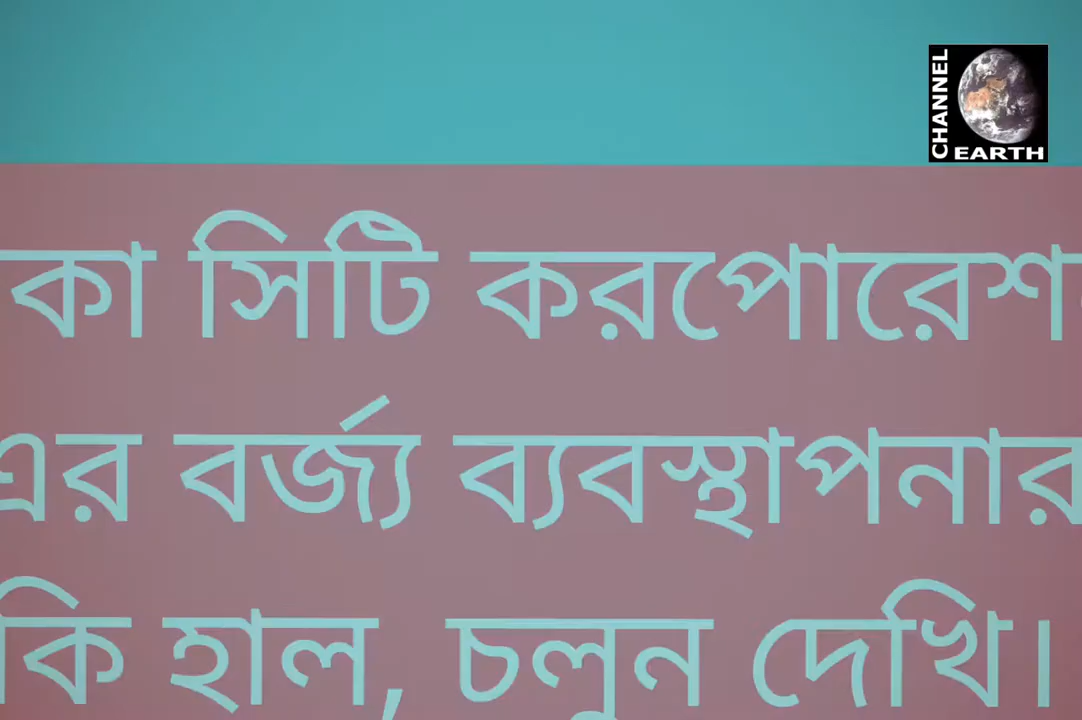 CHANNEL
EARTH
কা সিটি করপোরেশ
এর বর্জ্য ব্যবস্থাপনার
কি হাল, চলুন দেখি।